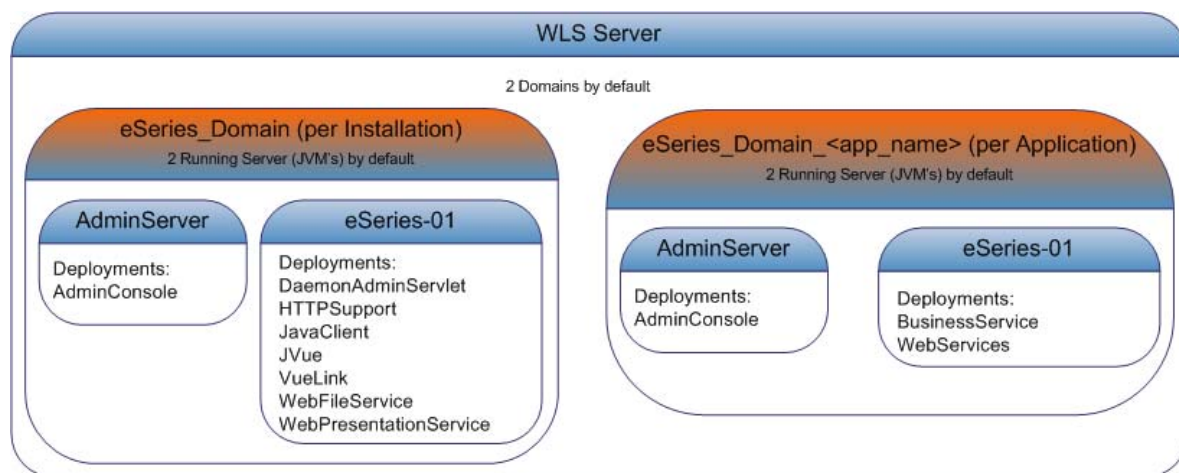 WLS Server
2 Domains by default
eSeries_Domain (per Installation)
2 Running Server (JVM's) by default
AdminServer
Deployments:
AdminConsole
eSeries-01
Deployments:
DaemonAdminServlet
HTTPSupport
JavaClient
JVue
VueLink
WebFileService
WebPresentationService
eSeries_Domain_<app_name> (per Application)
2 Running Server (JVM's) by default
AdminServer
Deployments:
AdminConsole
eSeries-01
Deployments:
BusinessService
WebServices